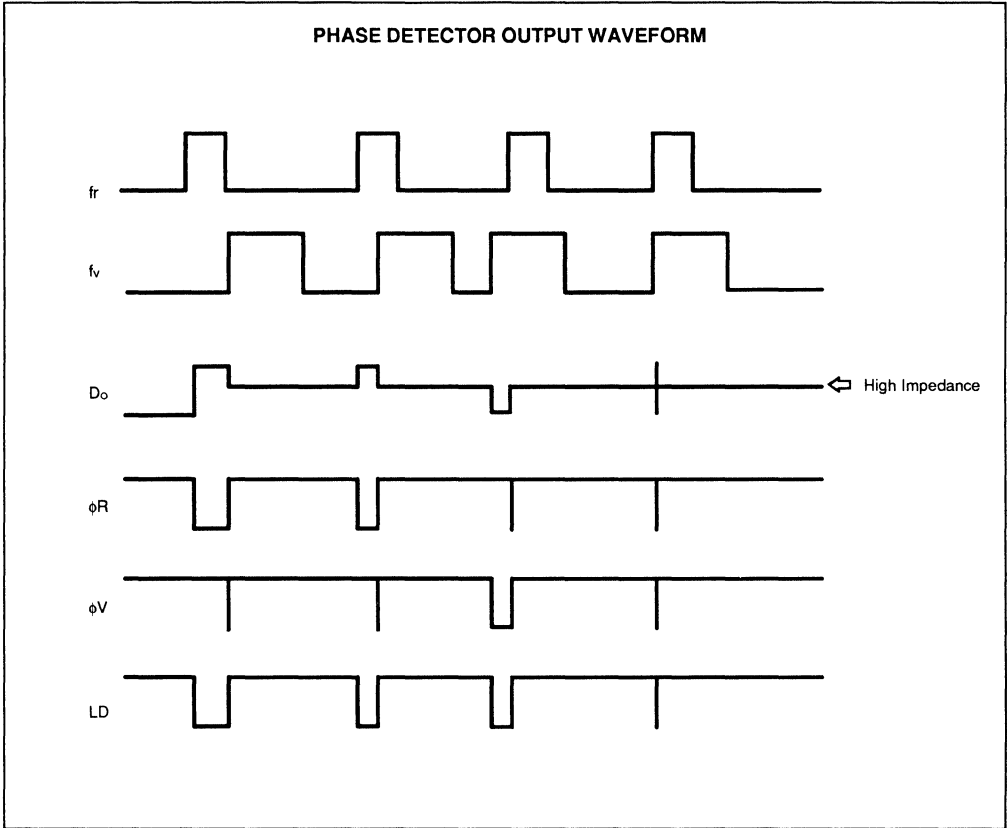 PHASE DETECTOR OUTPUT WAVEFORM
fr
fv
Do
High Impedance
ϕR
ϕV
LD